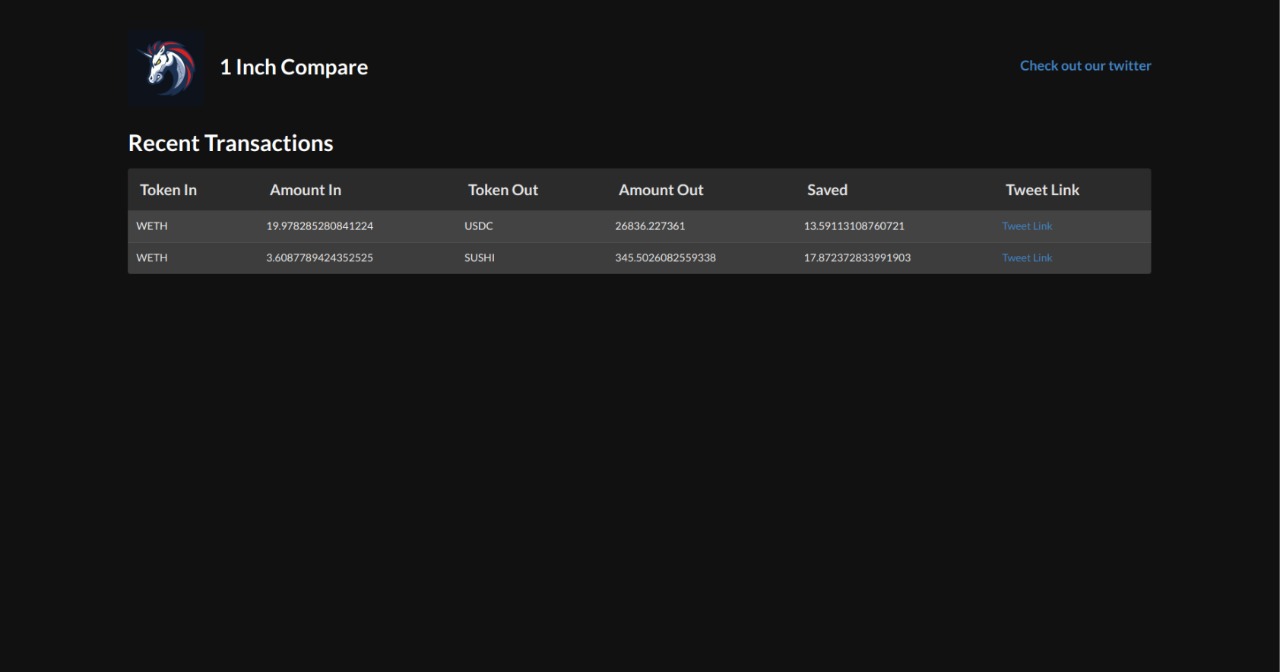 1 Inch Compare
Check out our twitter
Recent Transactions
Token In Amount In Token Out Amount Out Saved Tweet Link
WETH 19.978285280841224 USDC 26836.227361 13.59113108760721 Tweet Link
WETH 3.6087789424352525 SUSHI 345.5026082559338 17.872372833991903 Tweet Link